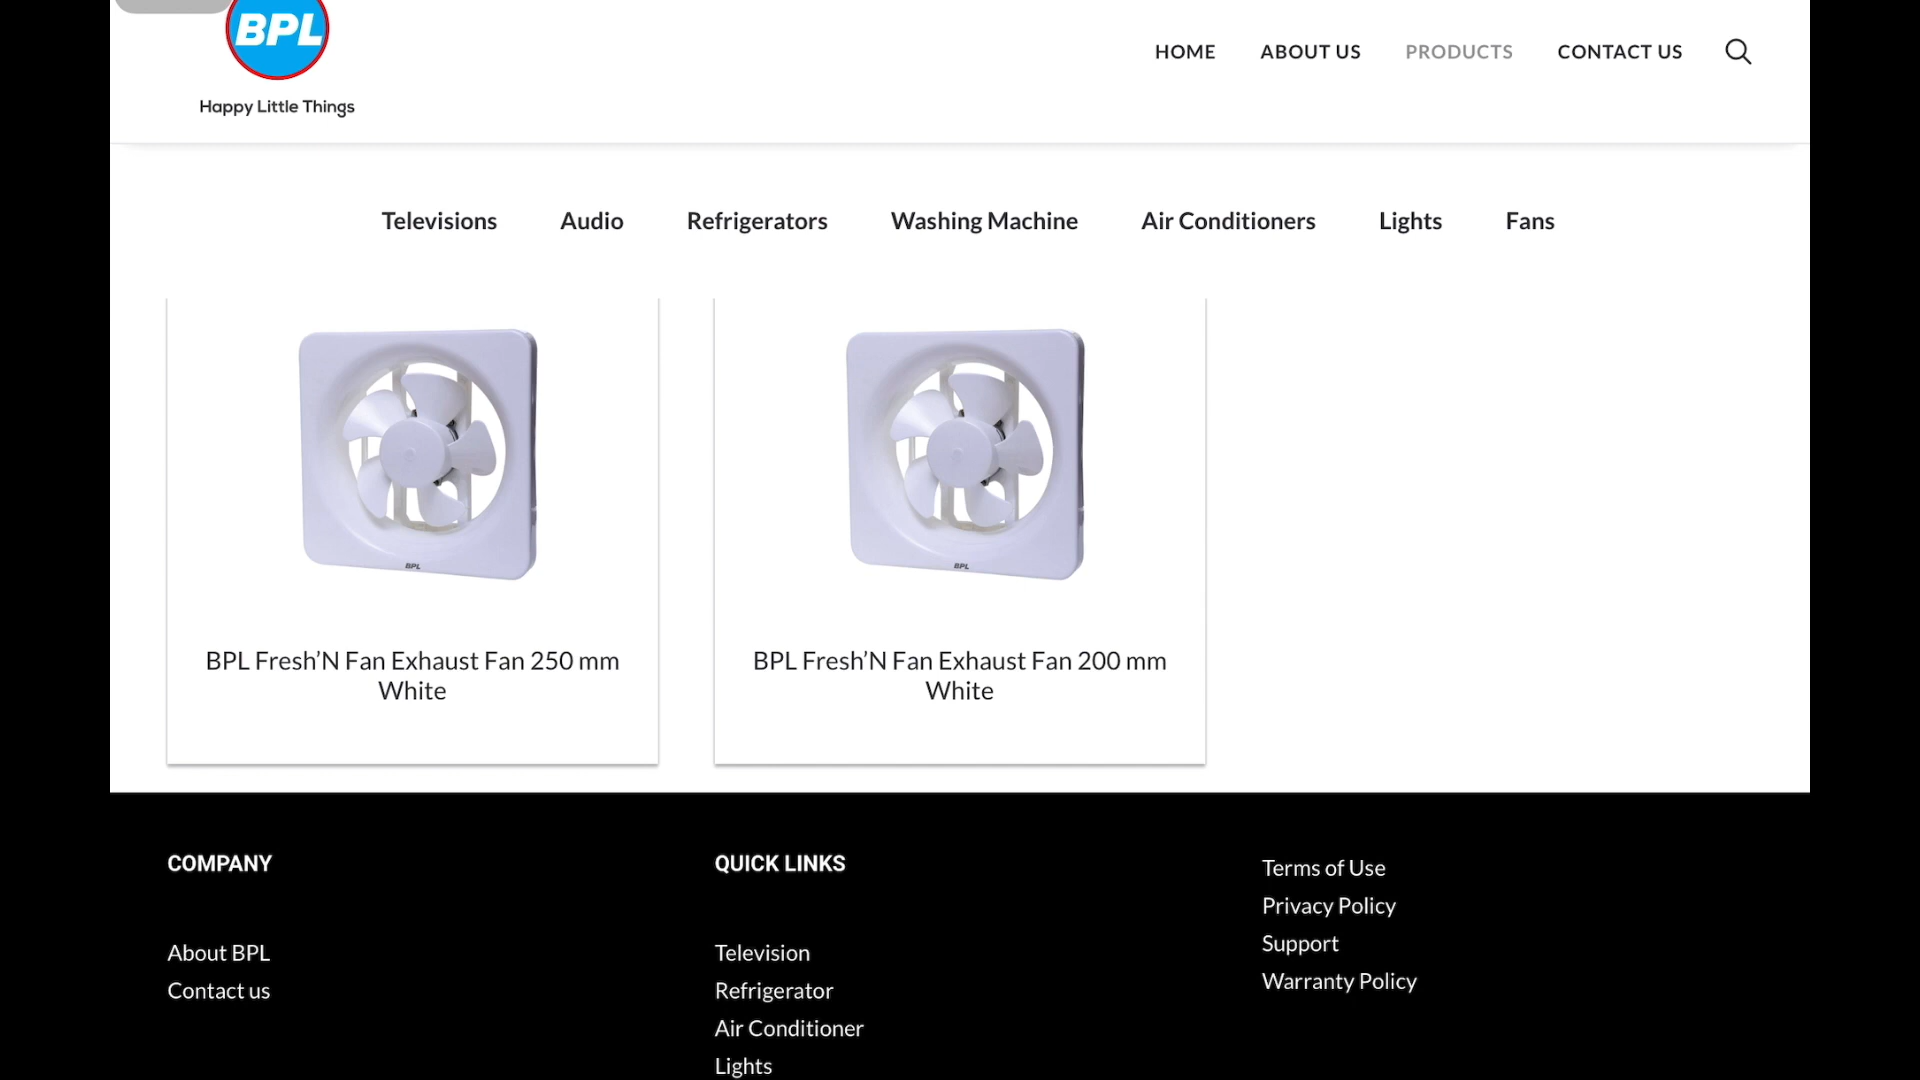 BPL
Happy Little Things
HOME ABOUT US PRODUCTS CONTACT US
Televisions Audio Refrigerators Washing Machine Air Conditioners Lights Fans
BPL
BPL
BPL Fresh’N Fan Exhaust Fan 250 mm
White
BPL Fresh’N Fan Exhaust Fan 200 mm
White
COMPANY
About BPL
Contact us
QUICK LINKS
Television
Refrigerator
Air Conditioner
Lights
Terms of Use
Privacy Policy
Support
Warranty Policy